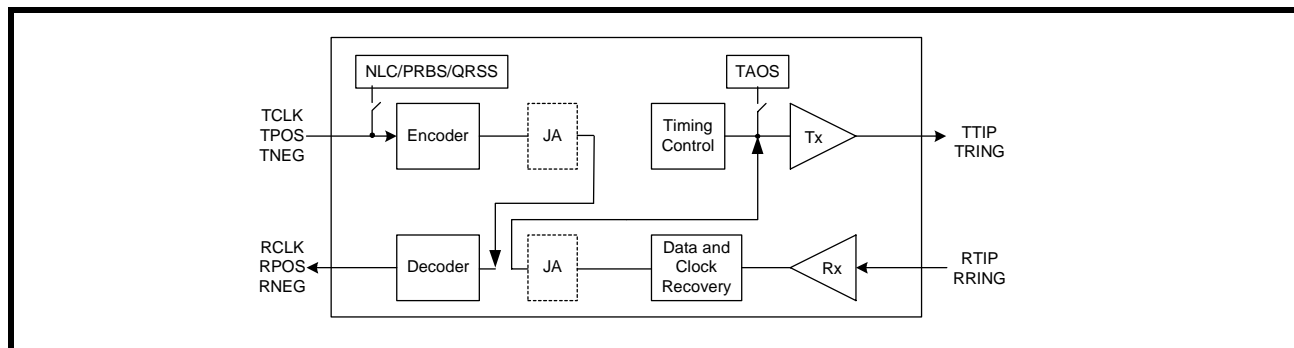 NLC/PRBS/QRSS
TAOS
TCLK
TPOS
TNEG
Encoder
JA
Timing
Control
Tx
TTIP
TRING
RCLK
RPOS
RNEG
Decoder
JA
Data and
Clock
Recovery
Rx
RTIP
RRING